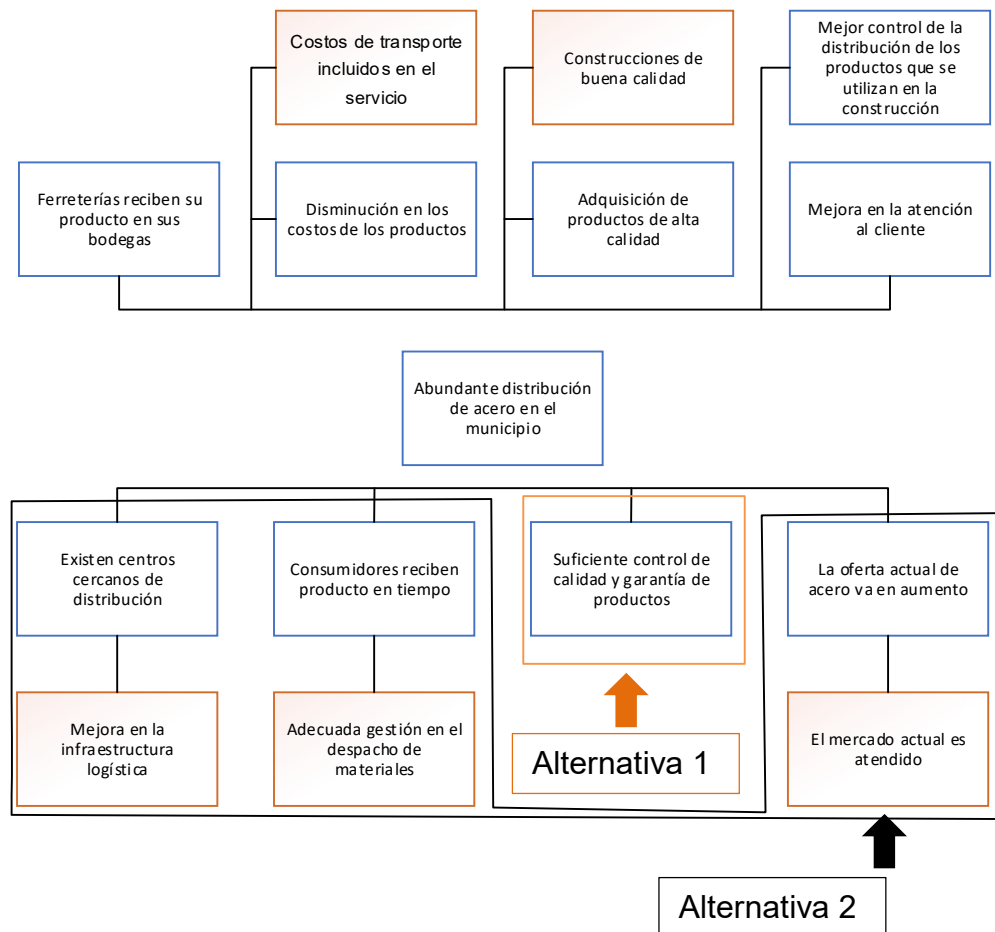 Costos de transporte
incluidos en el
servicio
Construcciones de
buena calidad
Mejor control de la
distribución de los
productos que se
utilizan en la
construcción
Ferreterías reciben su
producto en sus
bodegas
Disminución en los
costos de los productos
Adquisición de
productos de alta
calidad
Mejora en la atención
al cliente
Abundante distribución
de acero en el
municipio
Existen centros
cercanos de
distribución
Consumidores reciben
producto en tiempo
Suficiente control de
calidad y garantía de
productos
La oferta actual de
acero va en aumento
Mejora en la
infraestructura
logística
Adecuada gestión en el
despacho de
materiales
Alternativa 1
El mercado actual es
atendido
Alternativa 2